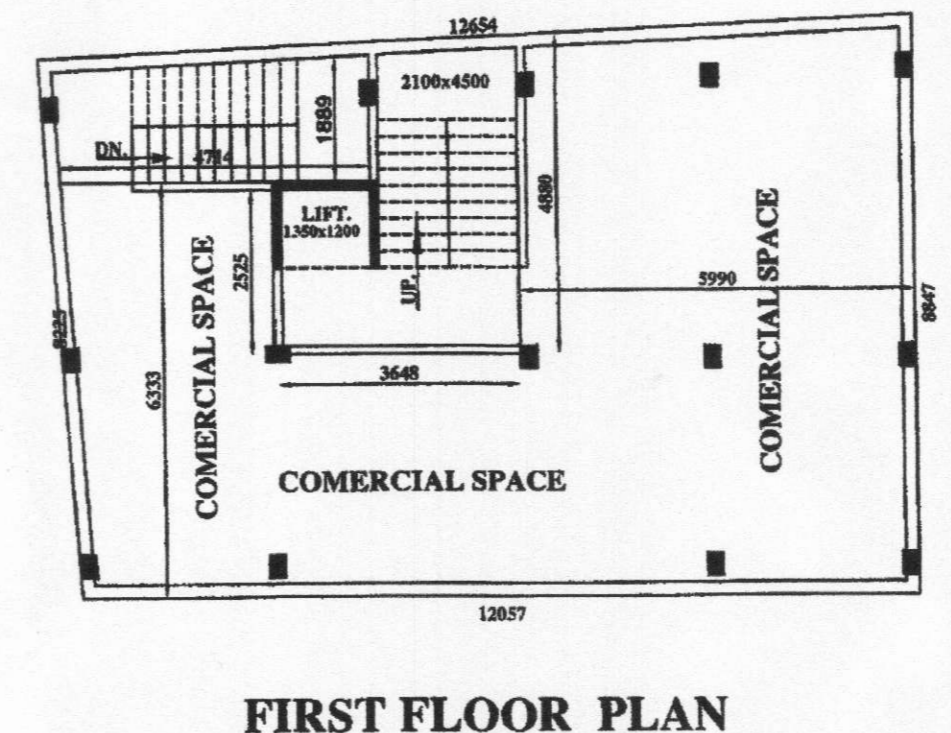 12654
2100x4500
1889
DN.
4714
LIFT.
1350x1200
4880
2525
UP.
5990
8847
8225
6333
COMERCIAL SPACE
COMERCIAL SPACE
3648
COMERCIAL SPACE
12057
FIRST FLOOR PLAN